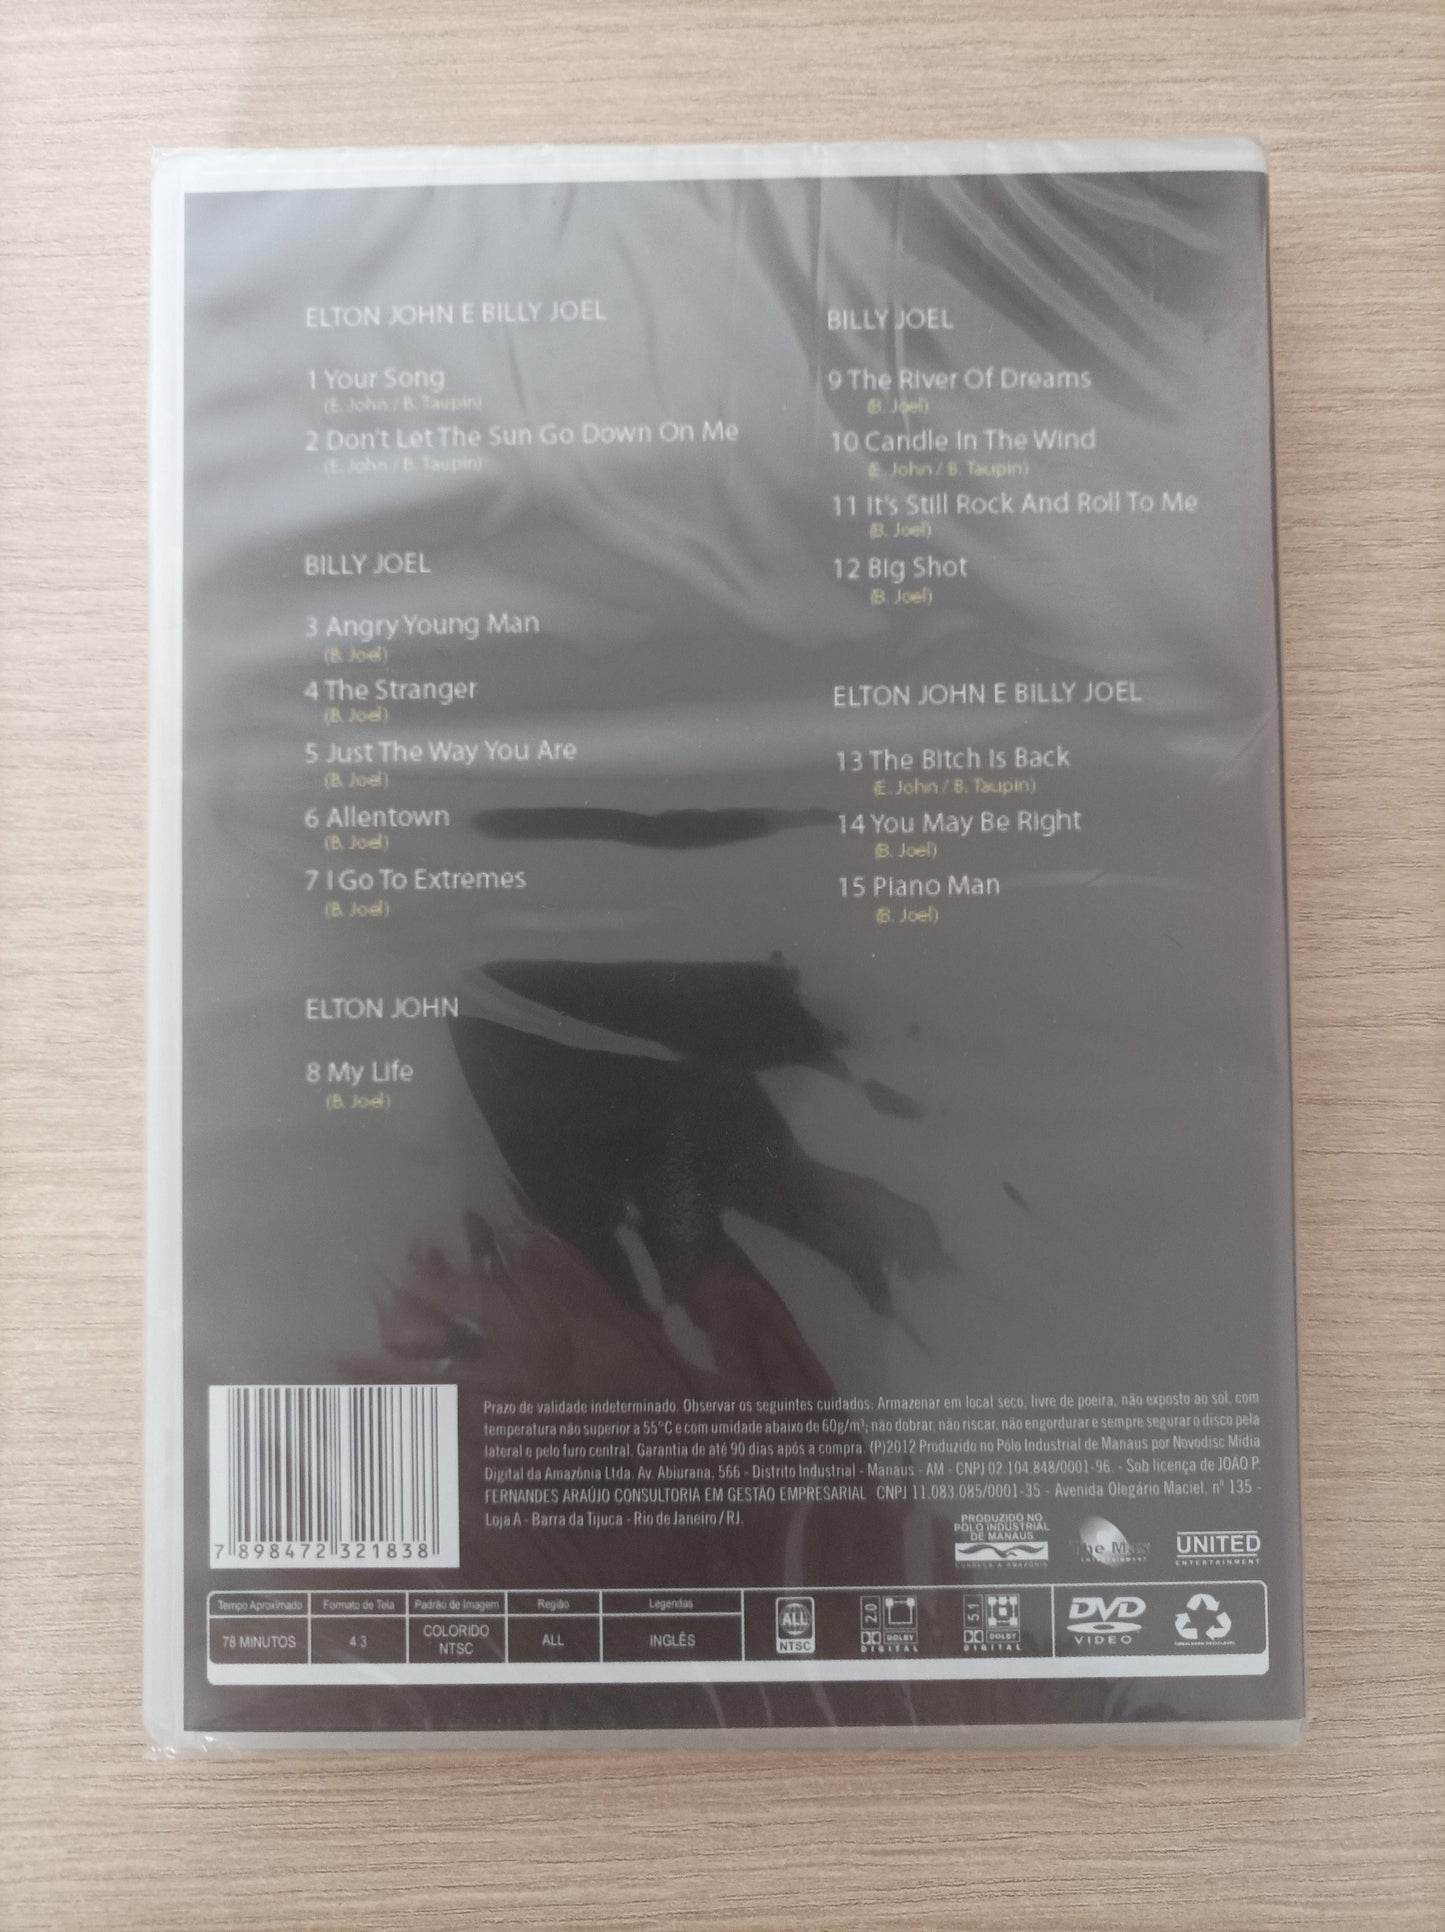 ELTON JOHN E BILLY JOEL
1 Your Song
(E. John / B. Taupin)
2 Don't Let The Sun Go Down On Me
(E. John / B. Taupin)
BILLY JOEL
3 Angry Young Man
(B. Joel)
4 The Stranger
(B. Joel)
5 Just The Way You Are
(B. Joel)
6 Allentown
(B. Joel)
7 I Go To Extremes
(B. Joel)
ELTON JOHN
8 My Life
(B. Joel)
BILLY JOEL
9 The River Of Dreams
(B. Joel)
10 Candle In The Wind
(E. John / B. Taupin)
11 It's Still Rock And Roll To Me
(B. Joel)
12 Big Shot
(B. Joel)
ELTON JOHN E BILLY JOEL
13 The Bitch Is Back
(E. John / B. Taupin)
14 You May Be Right
(B. Joel)
15 Piano Man
(B. Joel)
Prazo de validade indeterminado. Observar os seguintes cuidados: Armazenar em local seco, livre de poeira, não exposto ao sol, com
temperatura não superior a 55°C e com umidade abaixo de 60g/m³; não dobrar, não riscar, não engordurar e sempre segurar o disco pela
lateral e pelo furo central. Garantia de até 90 dias após a compra. (P)2012 Produzido no Pólo Industrial de Manaus por Novodisc Mídia
Digital da Amazônia Ltda. Av. Abiurana, 566 - Distrito Industrial - Manaus - AM - CNPJ 02.104.848/0001-96. - Sob licença de JOÃO P.
FERNANDES ARAÚJO CONSULTORIA EM GESTÃO EMPRESARIAL CNPJ 11.083.085/0001-35 - Avenida Olegário Maciel, nº 135 -
Loja A - Barra da Tijuca - Rio de Janeiro / RJ.
7 898472 321838
PRODUZIDO NO
PÓLO INDUSTRIAL
DE MANAUS
CONHEÇA A AMAZÔNIA
The Max
ENTERTAINMENT
UNITED
ENTERTAINMENT
Tempo Aproximado
78 MINUTOS
Formato de Tela
4:3
Padrão de Imagem
COLORIDO
NTSC
Região
ALL
Legendas
INGLÊS
ALL
NTSC
2.0
DOLBY
DIGITAL
5.1
DOLBY
DIGITAL
DVD
VIDEO